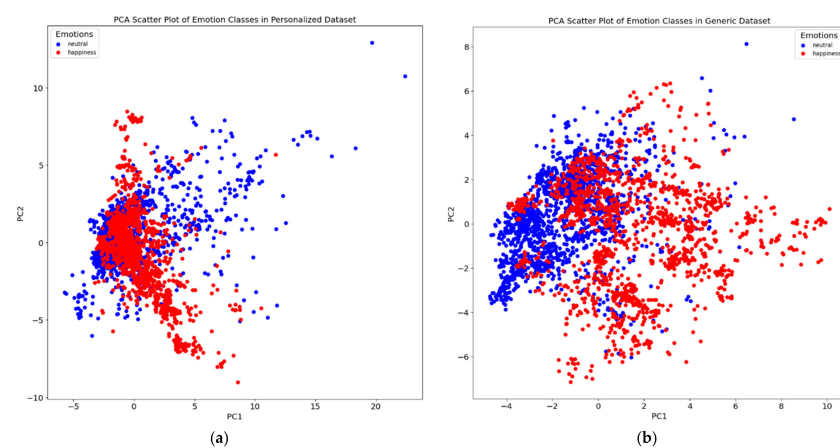 PCA Scatter Plot of Emotion Classes in Personalized Dataset
Emotions
neutral
happiness
10
5
0
−5
−10
PC2
−5
0
5
10
15
20
PC1
(a)
PCA Scatter Plot of Emotion Classes in Generic Dataset
Emotions
neutral
happiness
8
6
4
2
0
−2
−4
−6
PC2
−4
−2
0
2
4
6
8
10
PC1
(b)